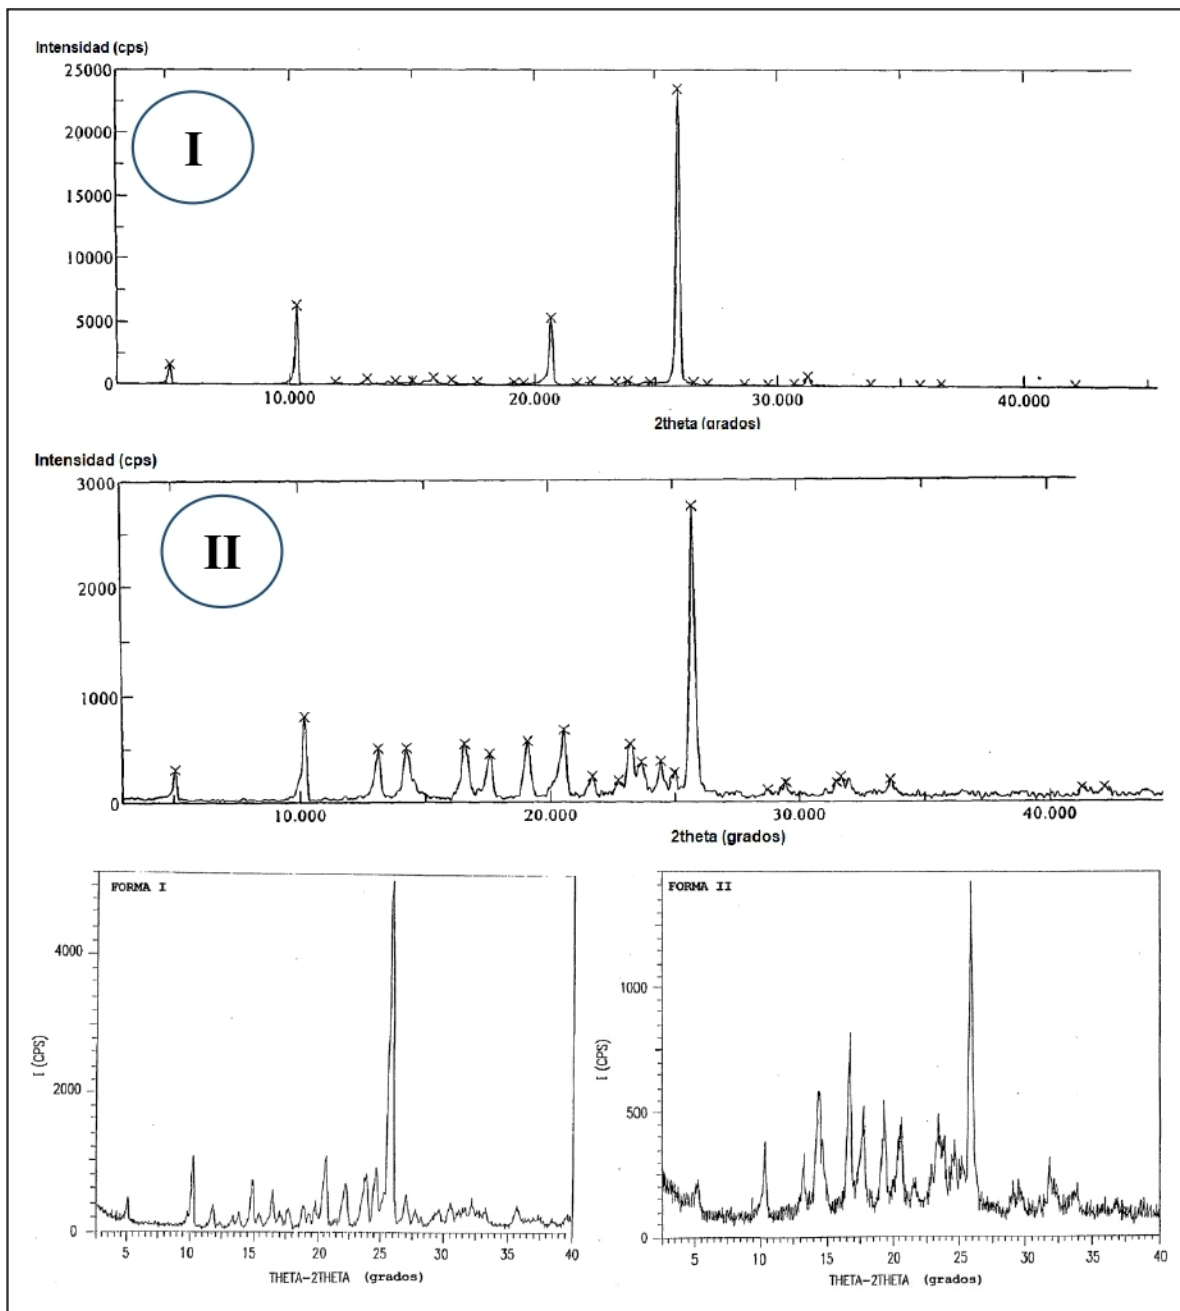 Intensidad (cps)
25000
20000
15000
10000
5000
0
I
10.000 20.000 30.000 40.000
2theta (grados)
Intensidad (cps)
3000
2000
1000
0
II
10.000 20.000 30.000 40.000
2theta (grados)
FORMA I
I (CPS)
4000
2000
0
5 10 15 20 25 30 35 40
THETA-2THETA (grados)
FORMA II
I (CPS)
1000
500
0
5 10 15 20 25 30 35 40
THETA-2THETA (grados)